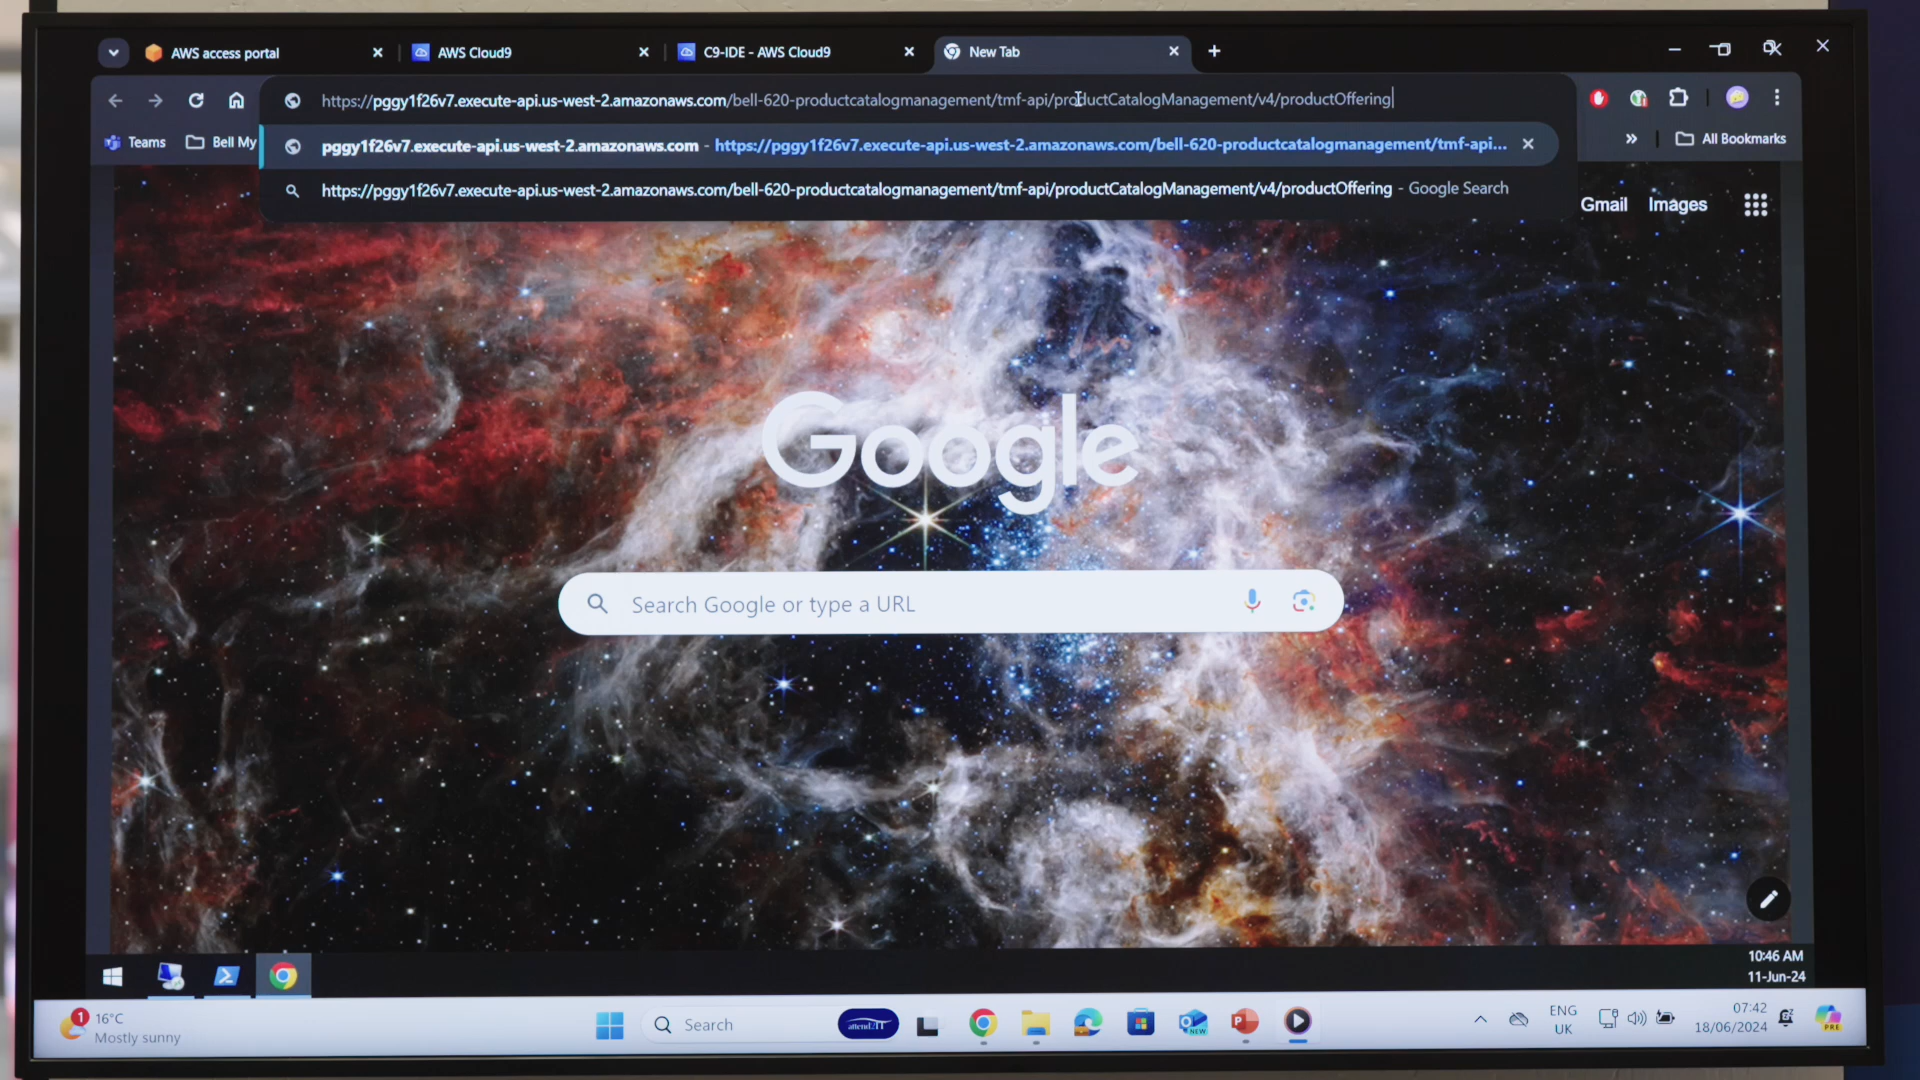 AWS access portal
AWS Cloud9
C9-IDE - AWS Cloud9
New Tab
https://pggy1f26v7.execute-api.us-west-2.amazonaws.com/bell-620-productcatalogmanagement/tmf-api/productCatalogManagement/v4/productOffering
Teams
Bell My
pggy1f26v7.execute-api.us-west-2.amazonaws.com - https://pggy1f26v7.execute-api.us-west-2.amazonaws.com/bell-620-productcatalogmanagement/tmf-api...
All Bookmarks
https://pggy1f26v7.execute-api.us-west-2.amazonaws.com/bell-620-productcatalogmanagement/tmf-api/productCatalogManagement/v4/productOffering - Google Search
Gmail
Images
Google
Search Google or type a URL
10:46 AM
11-Jun-24
1
16°C
Mostly sunny
Search
attend2IT
NEW
ENG
UK
07:42
18/06/2024
PRE